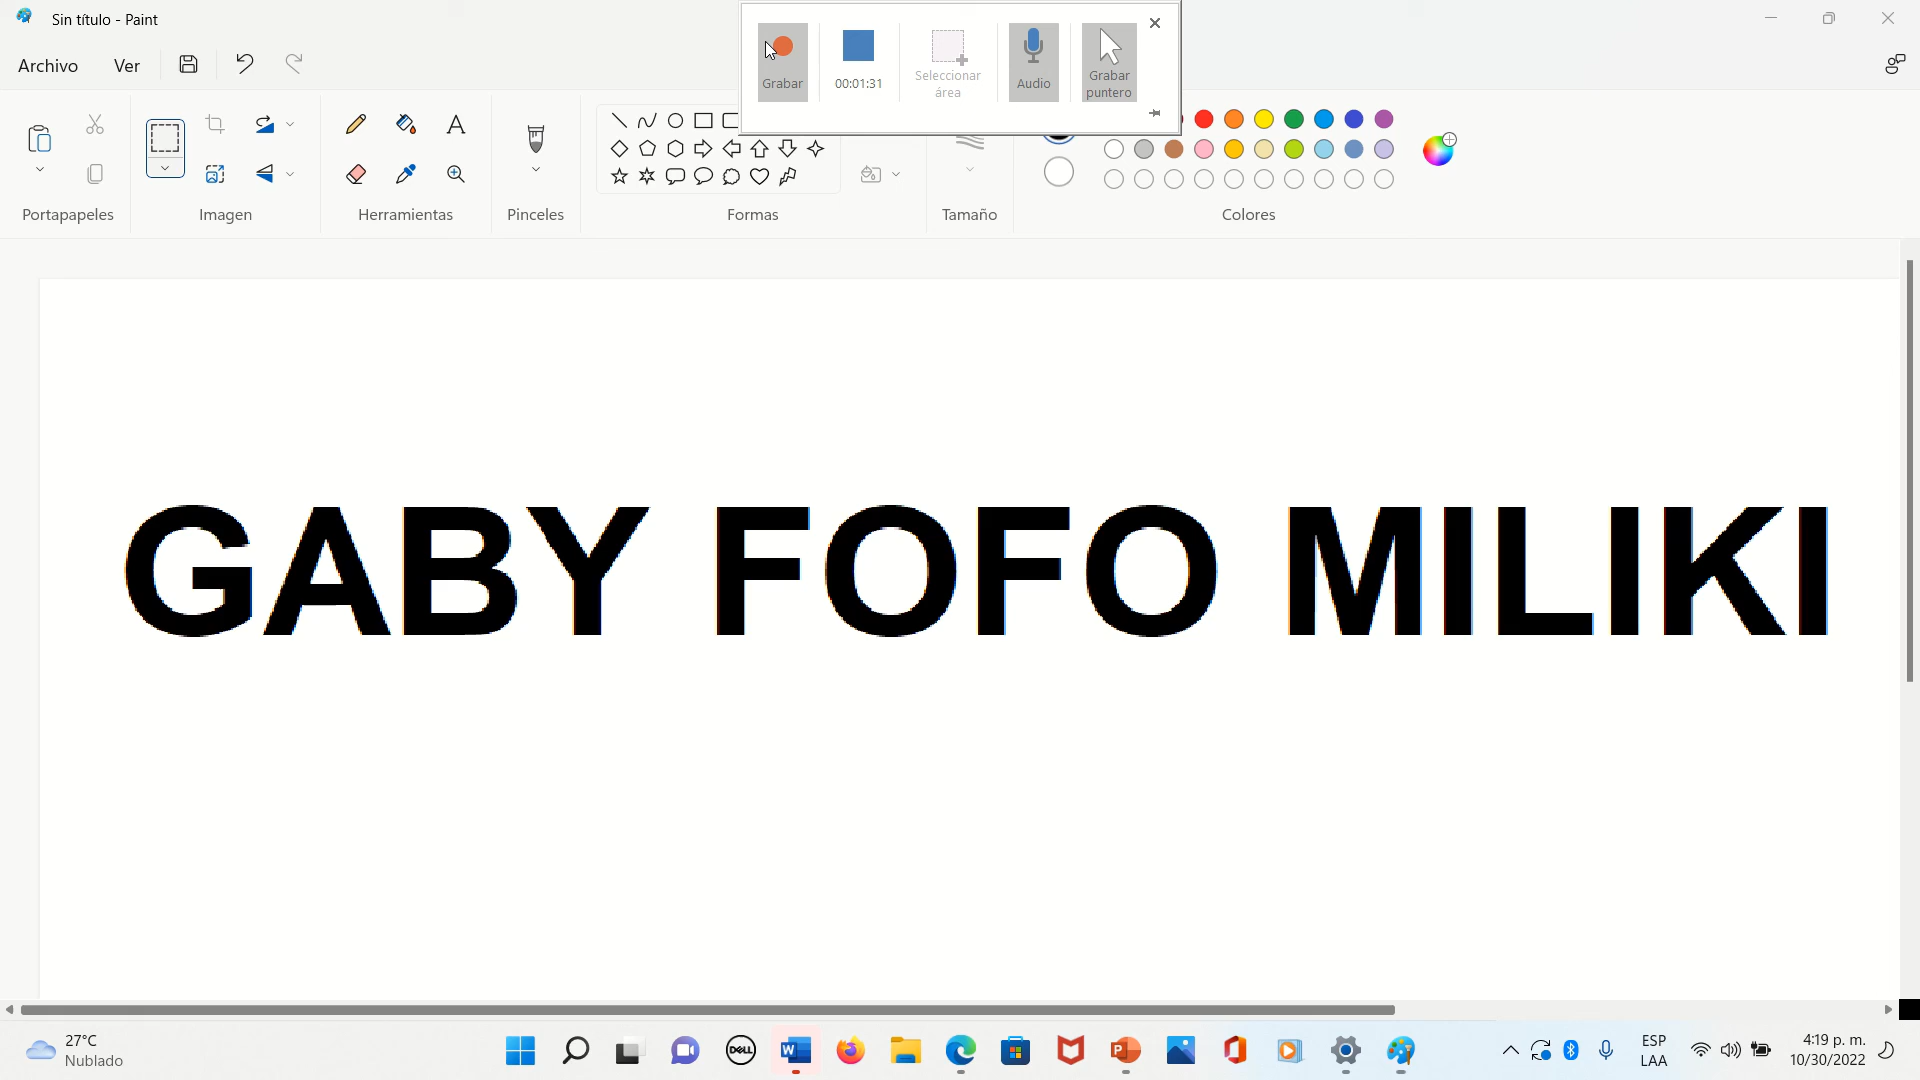 Sin título - Paint
Archivo Ver
Grabar
00:01:31
Seleccionar
área
Audio
Grabar
puntero
Portapapeles Imagen Herramientas Pinceles Formas Tamaño Colores
GABY FOFO MILIKI
27°C
Nublado
DELL
W
P
ESP
LAA
4:19 p. m.
10/30/2022